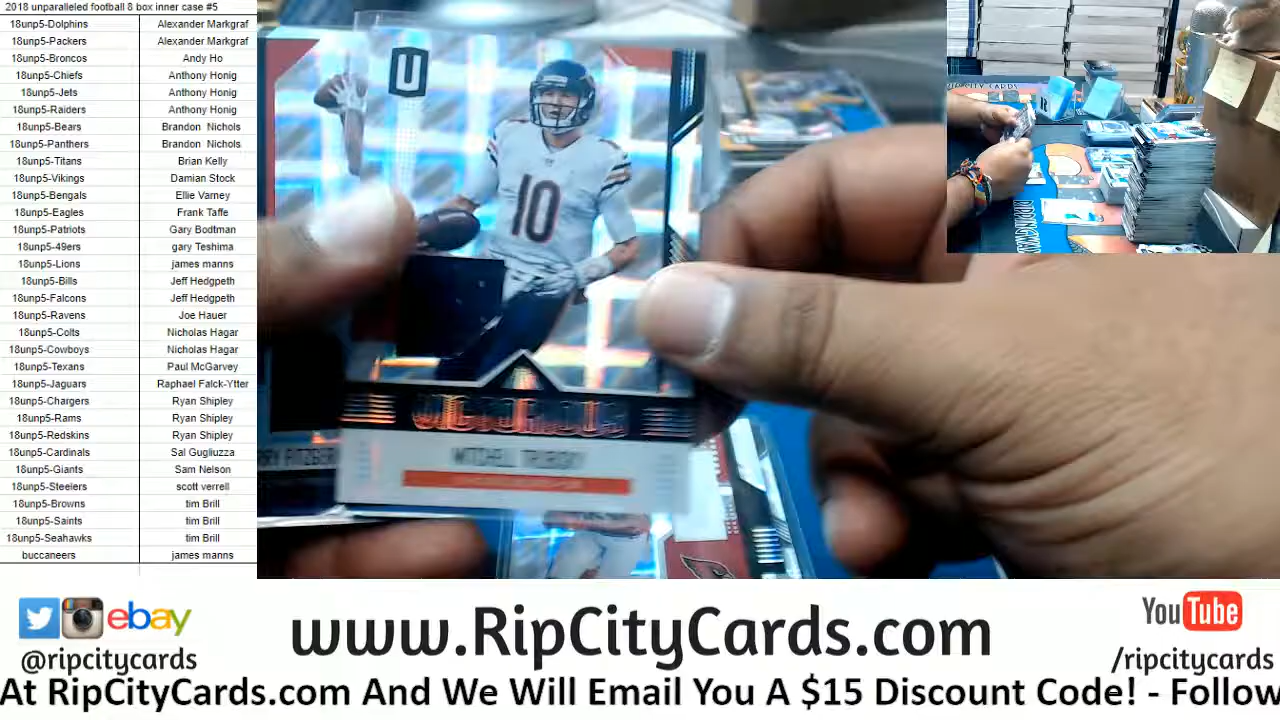 2018 unparalleled football 8 box inner case #5
18unp5-Dolphins Alexander Markgraf
18unp5-Packers Alexander Markgraf
18unp5-Broncos Andy Ho
18unp5-Chiefs Anthony Honig
18unp5-Jets Anthony Honig
18unp5-Raiders Anthony Honig
18unp5-Bears Brandon Nichols
18unp5-Panthers Brandon Nichols
18unp5-Titans Brian Kelly
18unp5-Vikings Damian Stock
18unp5-Bengals Ellie Varney
18unp5-Eagles Frank Taffe
18unp5-Patriots Gary Bodtman
18unp5-49ers gary Teshima
18unp5-Lions james manns
18unp5-Bills Jeff Hedgpeth
18unp5-Falcons Jeff Hedgpeth
18unp5-Ravens Joe Hauer
18unp5-Colts Nicholas Hagar
18unp5-Cowboys Nicholas Hagar
18unp5-Texans Paul McGarvey
18unp5-Jaguars Raphael Falck-Ytter
18unp5-Chargers Ryan Shipley
18unp5-Rams Ryan Shipley
18unp5-Redskins Ryan Shipley
18unp5-Cardinals Sal Gugliuzza
18unp5-Giants Sam Nelson
18unp5-Steelers scott verrell
18unp5-Browns tim Brill
18unp5-Saints tim Brill
18unp5-Seahawks tim Brill
buccaneers james manns
U
10
ebay
@ripcitycards
www.RipCityCards.com
YouTube
/ripcitycards
At RipCityCards.com And We Will Email You A $15 Discount Code! - Follow